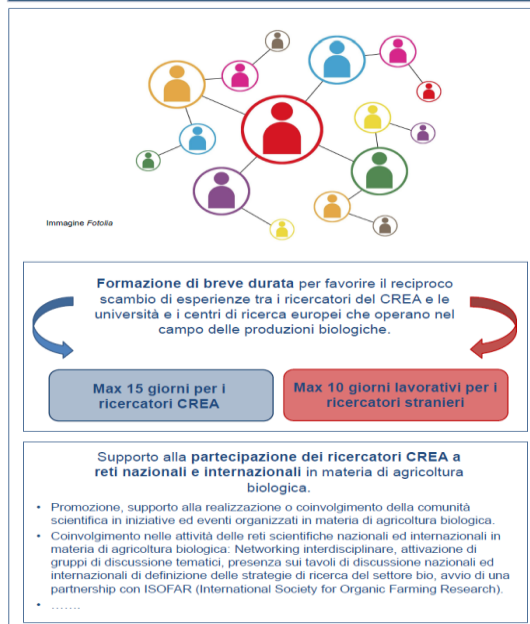 Immagine Fotolia
Formazione di breve durata per favorire il reciproco
scambio di esperienze tra i ricercatori del CREA e le
università e i centri di ricerca europei che operano nel
campo delle produzioni biologiche.
Max 15 giorni per i
ricercatori CREA
Max 10 giorni lavorativi per i
ricercatori stranieri
Supporto alla partecipazione dei ricercatori CREA a
reti nazionali e internazionali in materia di agricoltura
biologica.
• Promozione, supporto alla realizzazione o coinvolgimento della comunità
scientifica in iniziative ed eventi organizzati in materia di agricoltura biologica.
• Coinvolgimento nelle attività delle reti scientifiche nazionali ed internazionali in
materia di agricoltura biologica: Networking interdisciplinare, attivazione di
gruppi di discussione tematici, presenza sui tavoli di discussione nazionali ed
internazionali di definizione delle strategie di ricerca del settore bio, avvio di una
partnership con ISOFAR (International Society for Organic Farming Research).
• …….